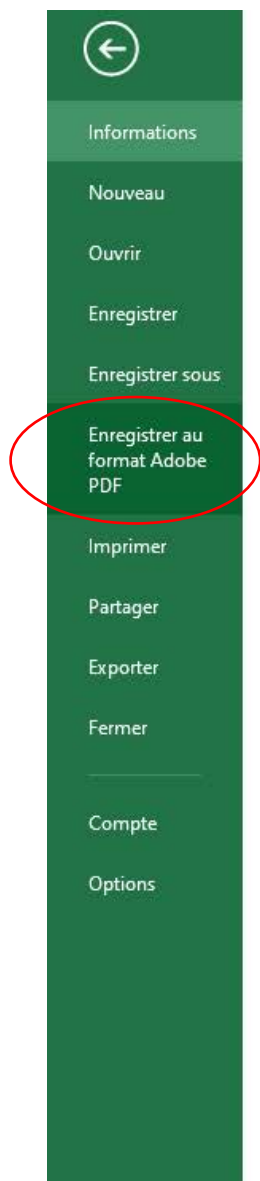 Informations
Nouveau
Ouvrir
Enregistrer
Enregistrer sous
Enregistrer au
format Adobe
PDF
Imprimer
Partager
Exporter
Fermer
Compte
Options